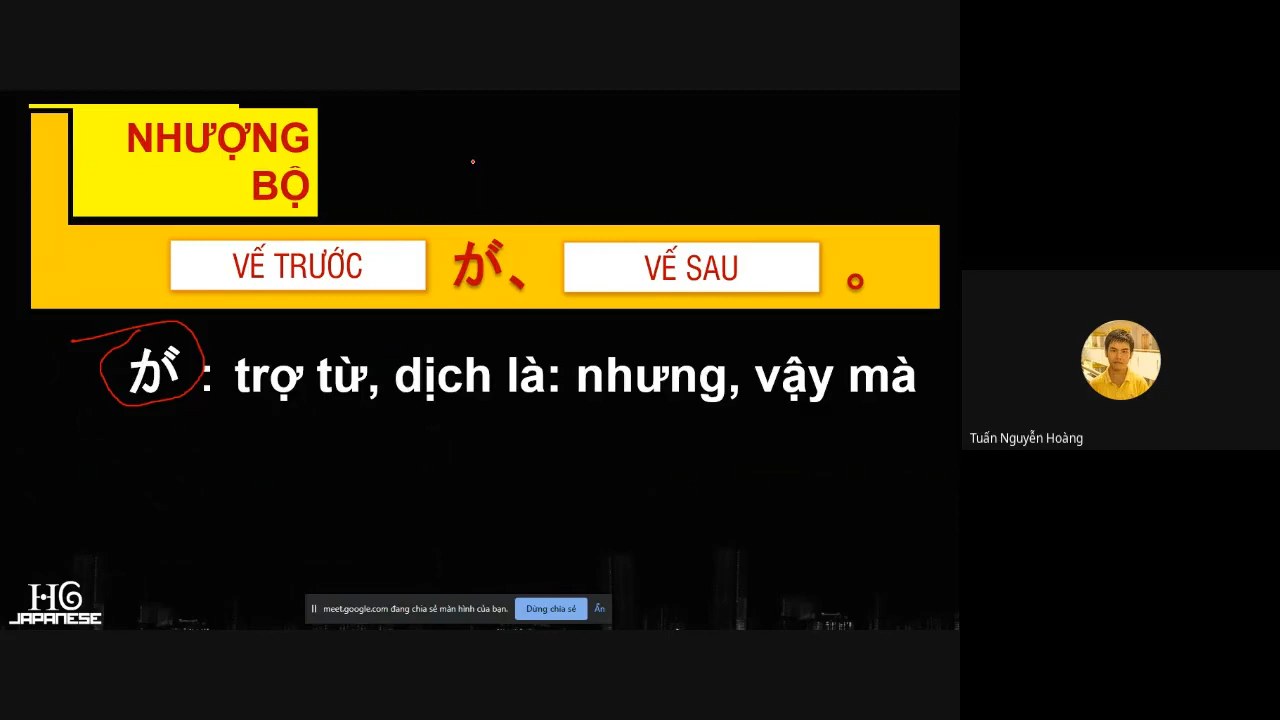 NHƯỢNG
BỘ
VẾ TRƯỚC が、 VẾ SAU 。
が : trợ từ, dịch là: nhưng, vậy mà
Tuấn Nguyễn Hoàng
HG
JAPANESE
meet.google.com đang chia sẻ màn hình của bạn. Dừng chia sẻ Ẩn